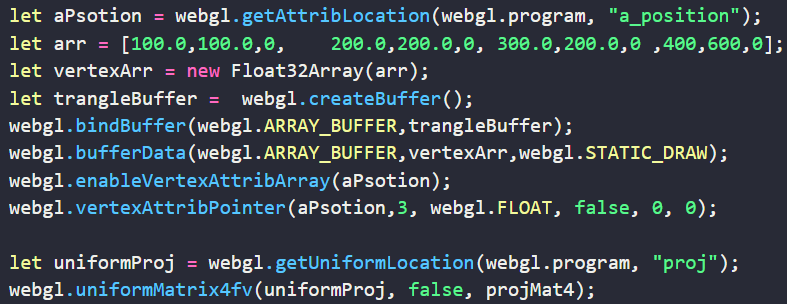 let aPsotion = webgl.getAttribLocation(webgl.program, "a_position");
let arr = [100.0,100.0,0,    200.0,200.0,0, 300.0,200.0,0 ,400,600,0];
let vertexArr = new Float32Array(arr);
let trangleBuffer =  webgl.createBuffer();
webgl.bindBuffer(webgl.ARRAY_BUFFER,trangleBuffer);
webgl.bufferData(webgl.ARRAY_BUFFER,vertexArr,webgl.STATIC_DRAW);
webgl.enableVertexAttribArray(aPsotion);
webgl.vertexAttribPointer(aPsotion,3, webgl.FLOAT, false, 0, 0);
let uniformProj = webgl.getUniformLocation(webgl.program, "proj");
webgl.uniformMatrix4fv(uniformProj, false, projMat4);